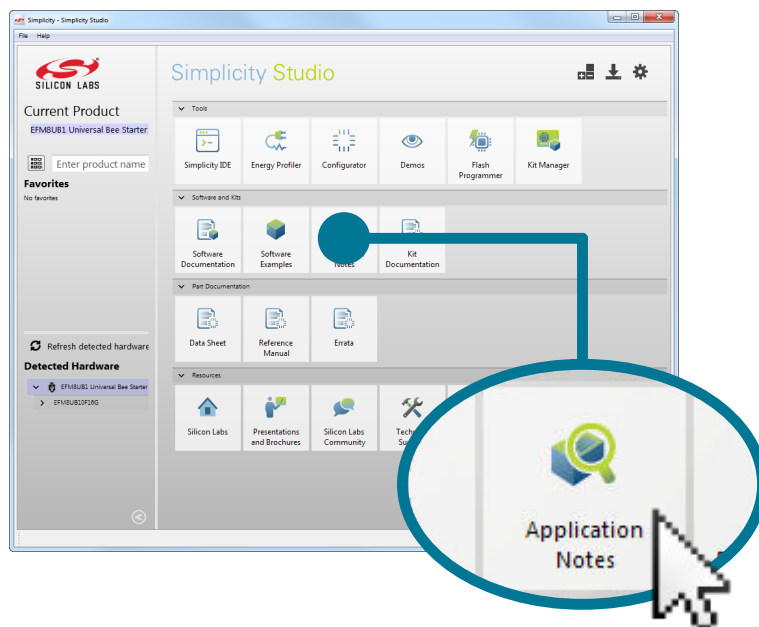 Simplicity - Simplicity Studio
File Help
SILICON LABS
Simplicity Studio
Current Product
EFM8UB1 Universal Bee Starter
Enter product name
Favorites
No favorites
Tools
Simplicity IDE
Energy Profiler
Configurator
Demos
Flash
Programmer
Kit Manager
Software and Kits
Software
Documentation
Software
Examples
Notes
Kit
Documentation
Part Documentation
Data Sheet
Reference
Manual
Errata
Refresh detected hardware
Detected Hardware
EFM8UB1 Universal Bee Starter
EFM8UB10F16G
Resources
Silicon Labs
Presentations
and Brochures
Silicon Labs
Community
Application
Notes